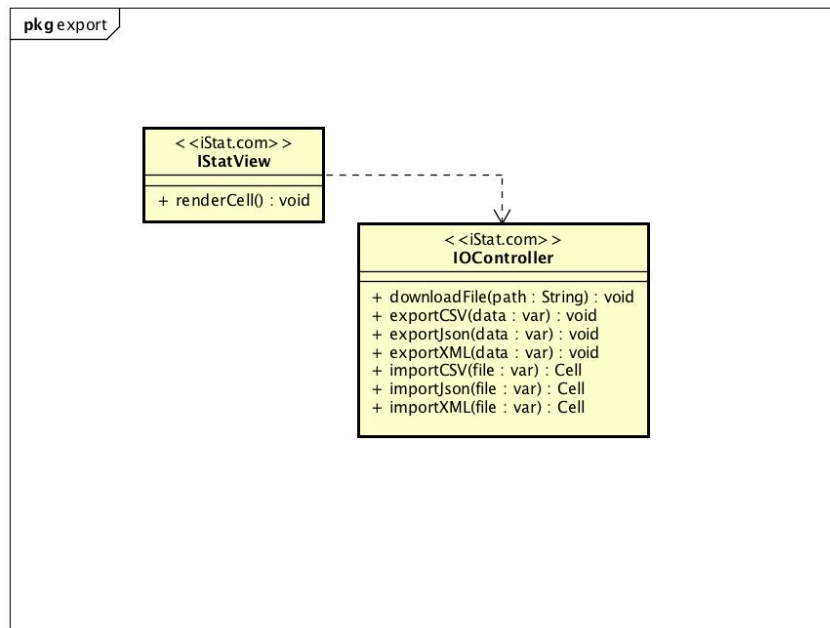 pkg export
<<iStat.com>>
IStatView
+ renderCell() : void
<<iStat.com>>
IOController
+ downloadFile(path : String) : void
+ exportCSV(data : var) : void
+ exportJson(data : var) : void
+ exportXML(data : var) : void
+ importCSV(file : var) : Cell
+ importJson(file : var) : Cell
+ importXML(file : var) : Cell